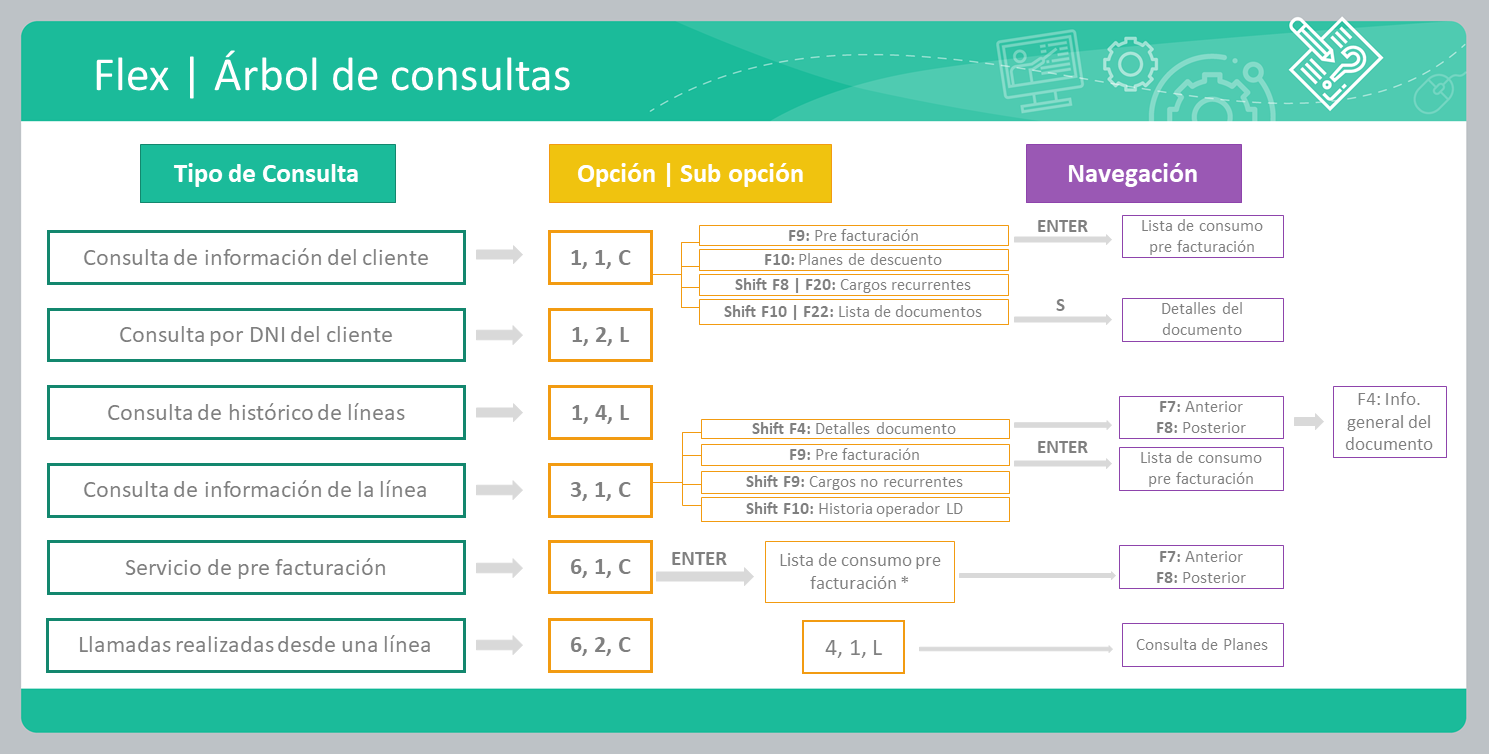 Flex | Árbol de consultas
Tipo de Consulta
Opción | Sub opción
Navegación
Consulta de información del cliente
1, 1, C
F9: Pre facturación
F10: Planes de descuento
Shift F8 | F20: Cargos recurrentes
Shift F10 | F22: Lista de documentos
ENTER
Lista de consumo
pre facturación
S
Detalles del
documento
Consulta por DNI del cliente
1, 2, L
Consulta de histórico de líneas
1, 4, L
Consulta de información de la línea
3, 1, C
Shift F4: Detalles documento
F9: Pre facturación
Shift F9: Cargos no recurrentes
Shift F10: Historia operador LD
F7: Anterior
F8: Posterior
F4: Info.
general del
documento
ENTER
Lista de consumo
pre facturación
Servicio de pre facturación
6, 1, C
ENTER
Lista de consumo pre
facturación *
F7: Anterior
F8: Posterior
Llamadas realizadas desde una línea
6, 2, C
4, 1, L
Consulta de Planes